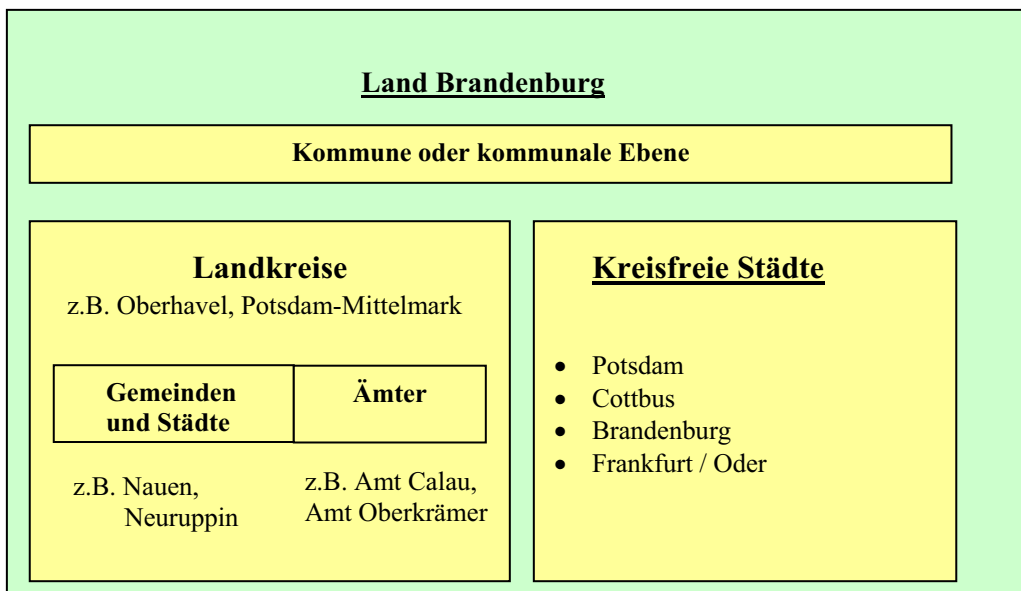 Land Brandenburg
Kommune oder kommunale Ebene
Landkreise
z.B. Oberhavel, Potsdam-Mittelmark
Gemeinden
und Städte
Ämter
z.B. Nauen,
Neuruppin
z.B. Amt Calau,
Amt Oberkrämer
Kreisfreie Städte
• Potsdam
• Cottbus
• Brandenburg
• Frankfurt / Oder